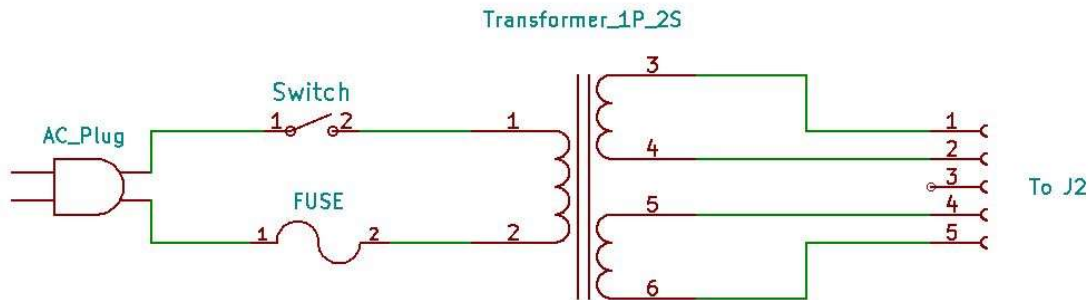 Transformer_1P_2S
3
Switch
1 2 1 1
AC_Plug
4 2
3 To J2
FUSE 5 4
1 2 2 5
6